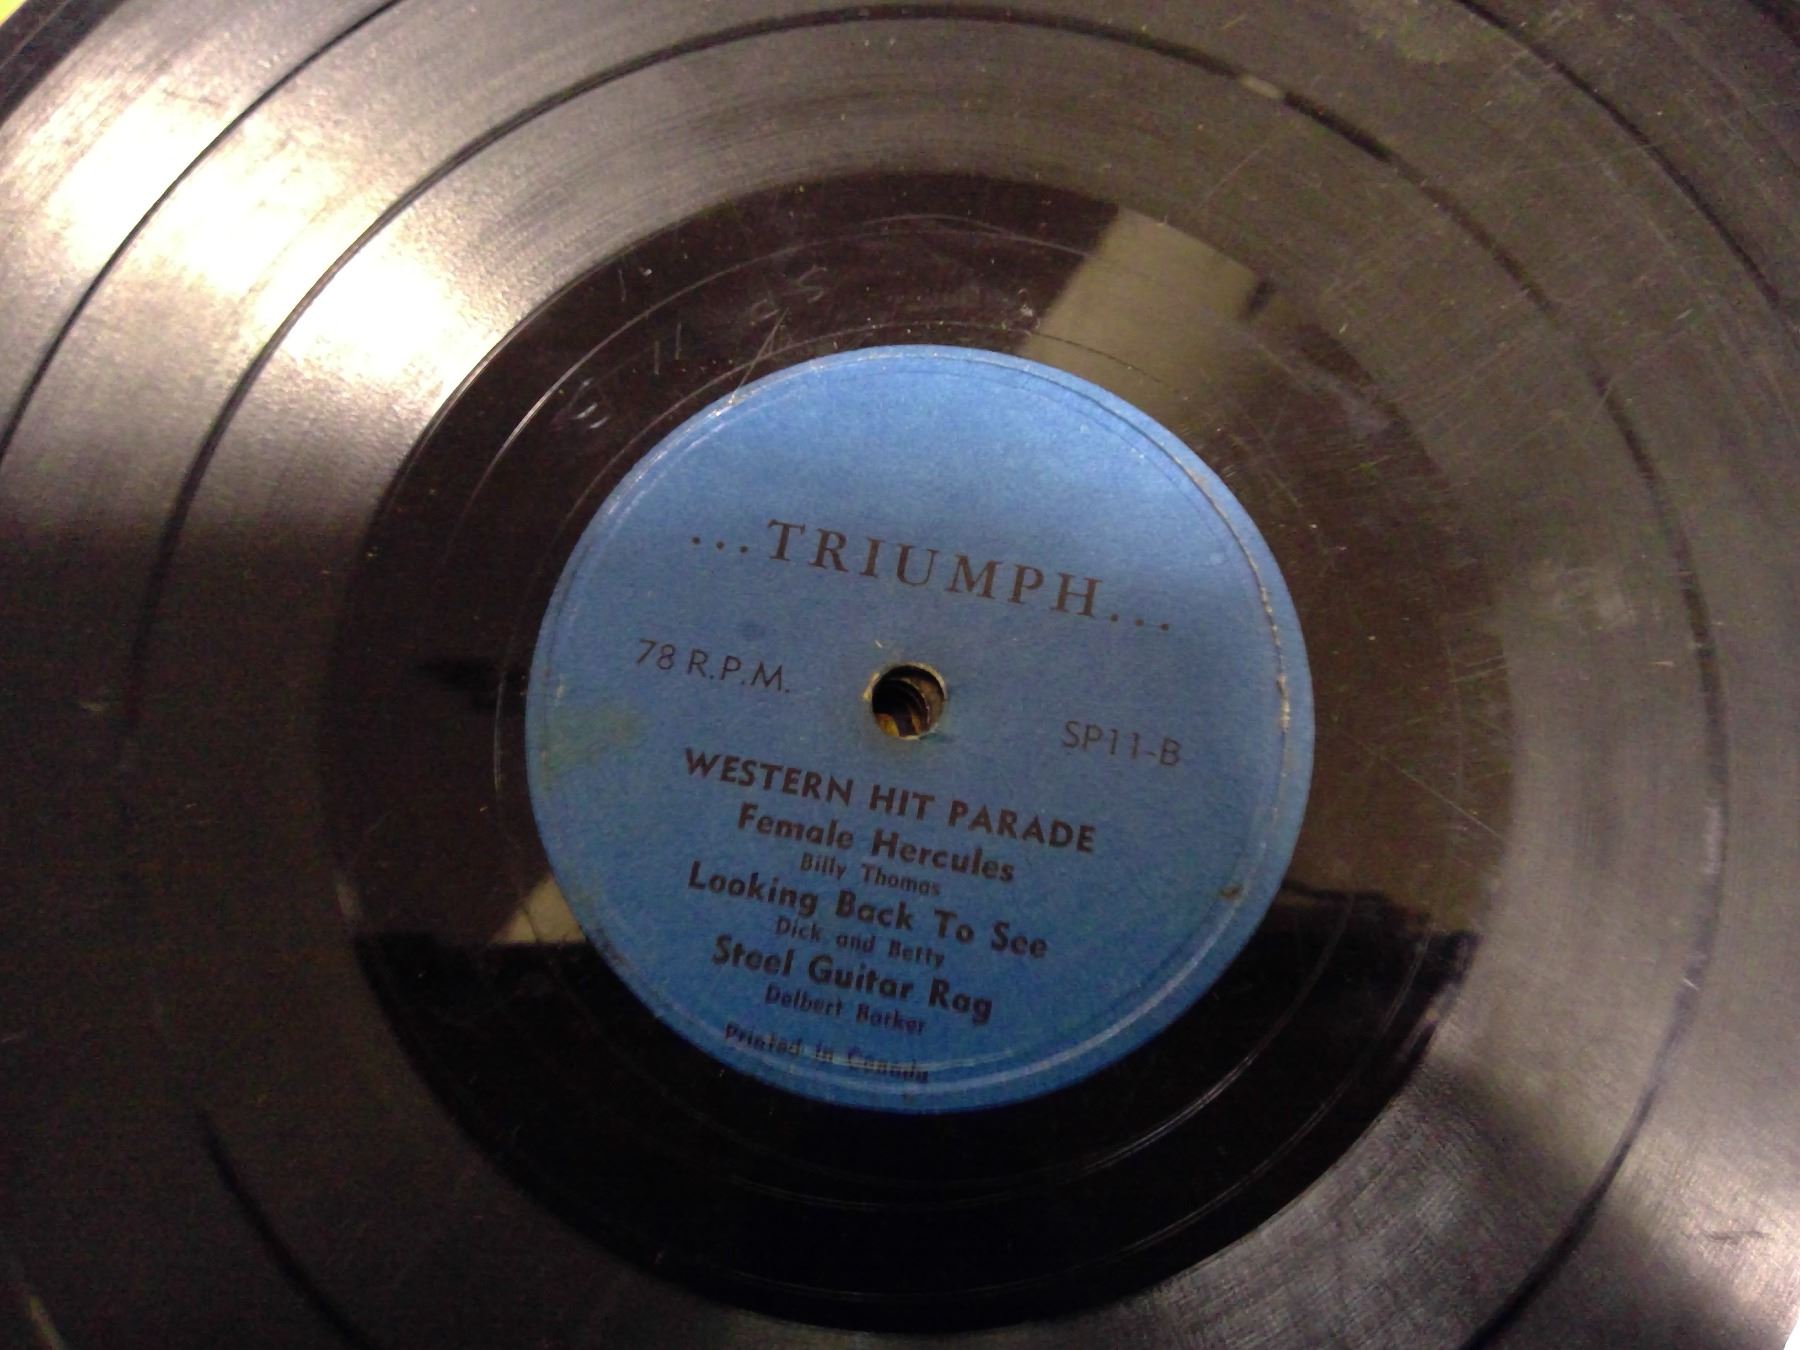 ...TRIUMPH...
78 R.P.M.
SP11-B
WESTERN HIT PARADE
Female Hercules
Billy Thomas
Looking Back To See
Dick and Betty
Steel Guitar Rag
Delbert Barker
Printed in Canada